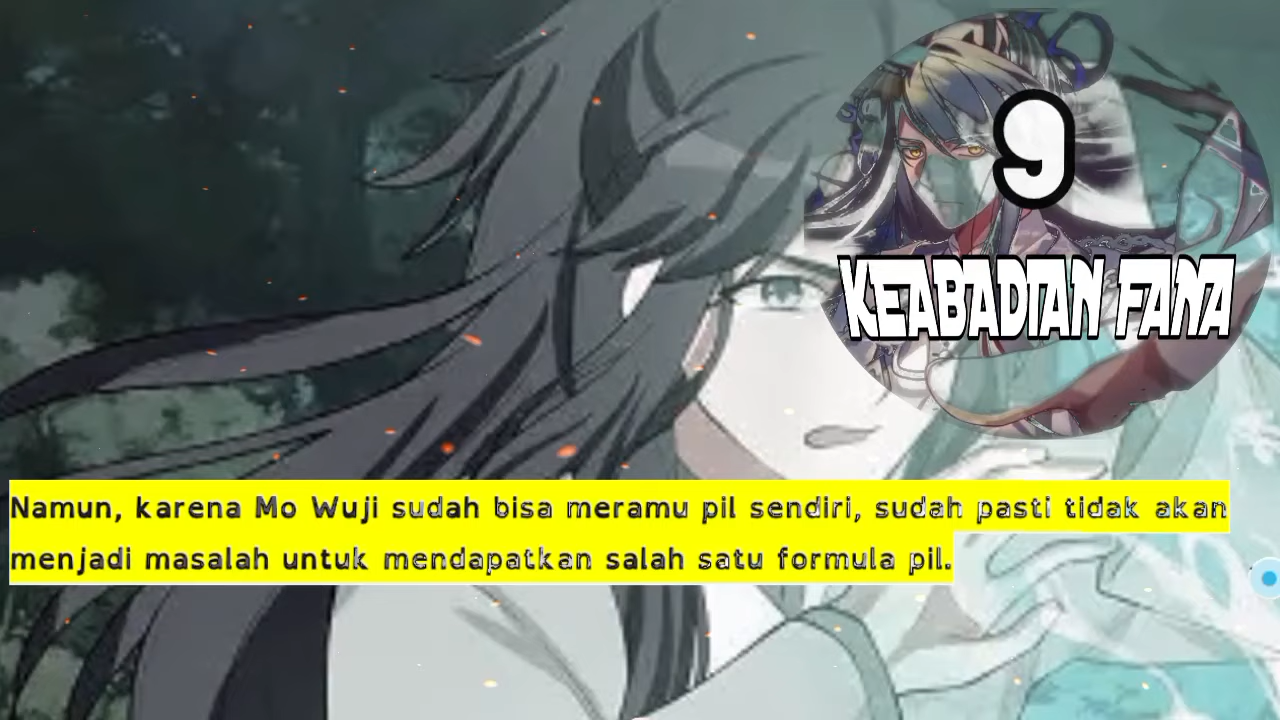 9
KEABADIAN FANA
Namun, karena Mo Wuji sudah bisa meramu pil sendiri, sudah pasti tidak akan
menjadi masalah untuk mendapatkan salah satu formula pil.